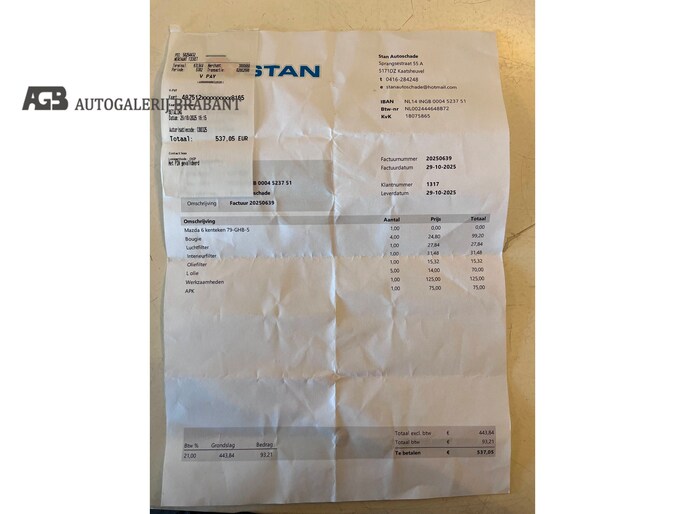 STAN
Stan Autoschade
Sprangsestraat 55 A
5171DZ Kaatsheuvel
t 0416-284248
e stanautoschade@hotmail.com
IBAN NL14 INGB 0004 5237 51
Btw-nr NL002444648B72
KvK 18075865
V PAY
AGB AUTOGALERIJ-BRABANT
Totaal: 537,05 EUR
Factuurnummer 20250639
Factuurdatum 29-10-2025
Klantnummer 1317
Leverdatum 29-10-2025
B 0004 5237 51
schade
Omschrijving Factuur 20250639
Omschrijving Aantal Prijs Totaal
Mazda 6 kenteken 79-GHB-5 1,00 0,00 0,00
Bougie 4,00 24,80 99,20
Luchtfilter 1,00 27,84 27,84
Interieurfilter 1,00 31,48 31,48
Oliefilter 1,00 15,32 15,32
L olie 5,00 14,00 70,00
Werkzaamheden 1,00 125,00 125,00
APK 1,00 75,00 75,00
Btw % Grondslag Bedrag
21,00 443,84 93,21
Totaal excl. btw € 443,84
Totaal btw € 93,21
Te betalen € 537,05